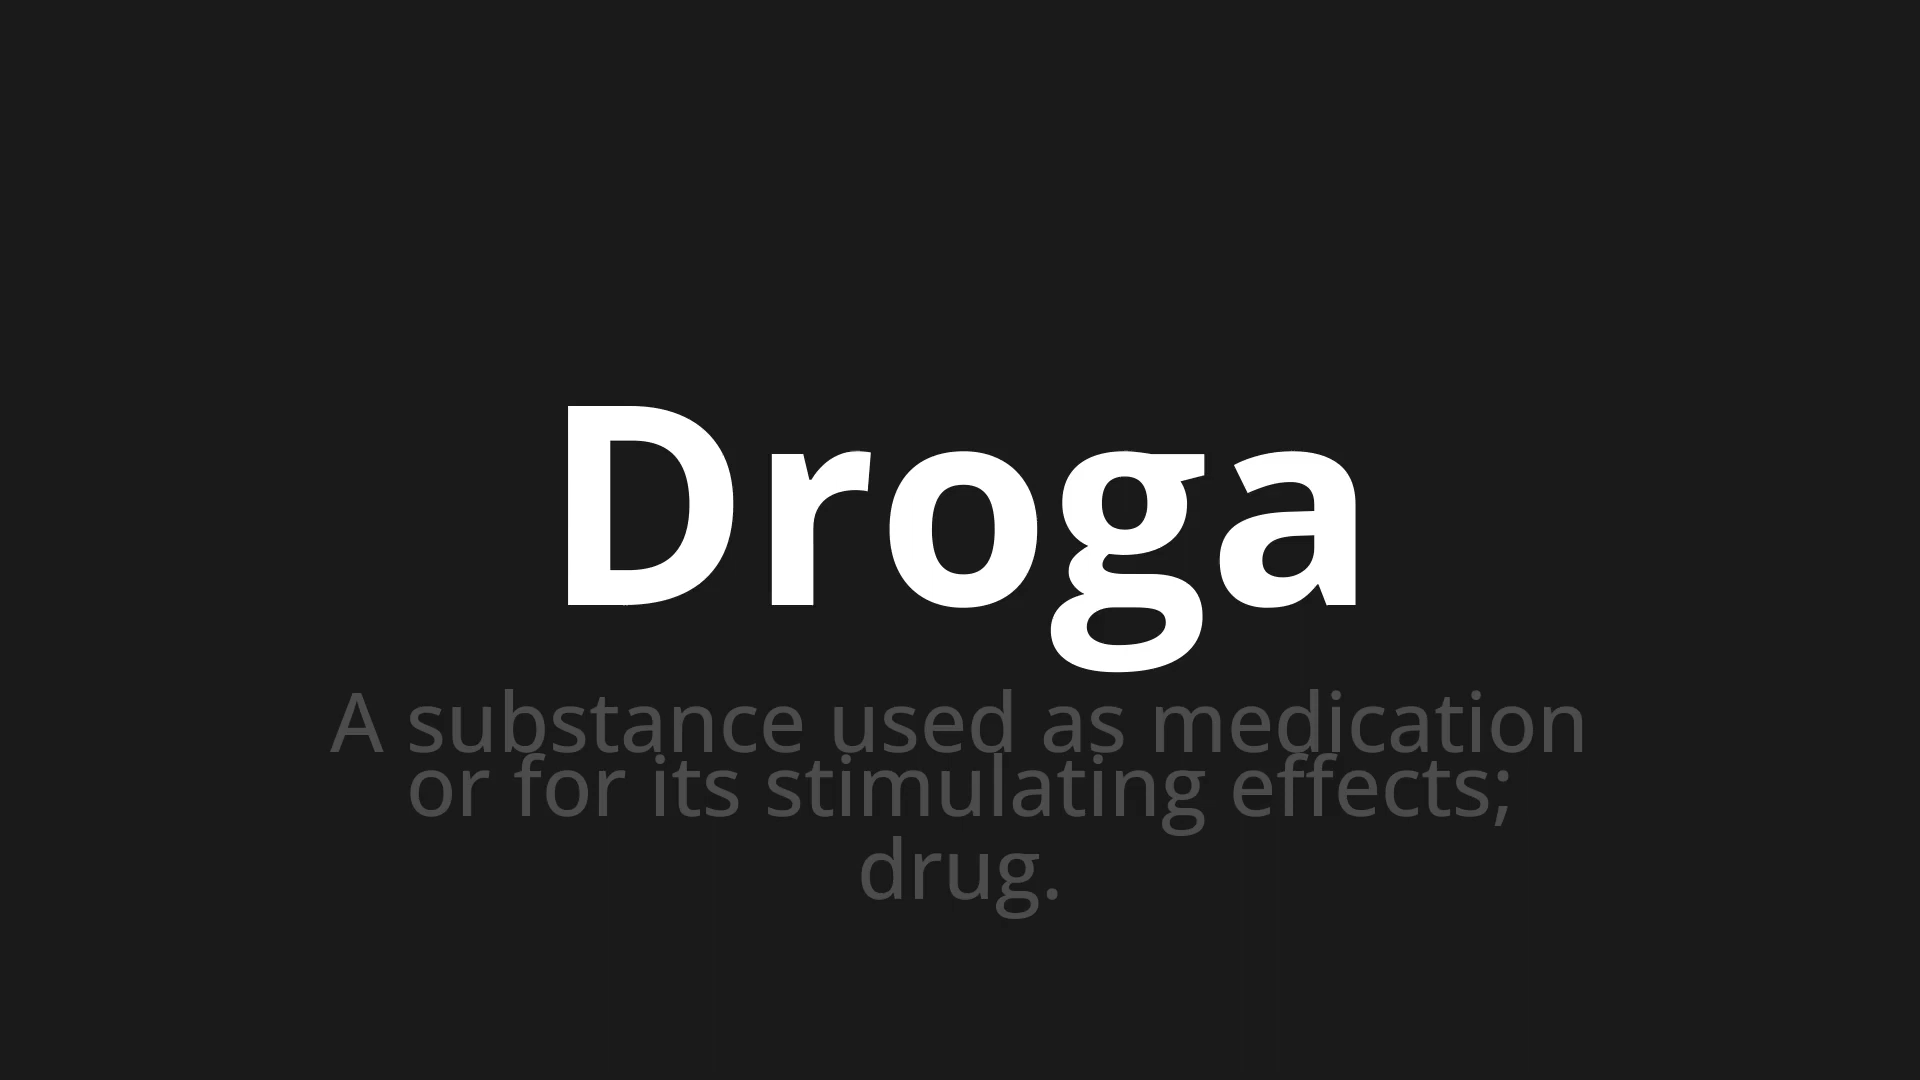 Droga
A substance used as medication
or for its stimulating effects;
drug.